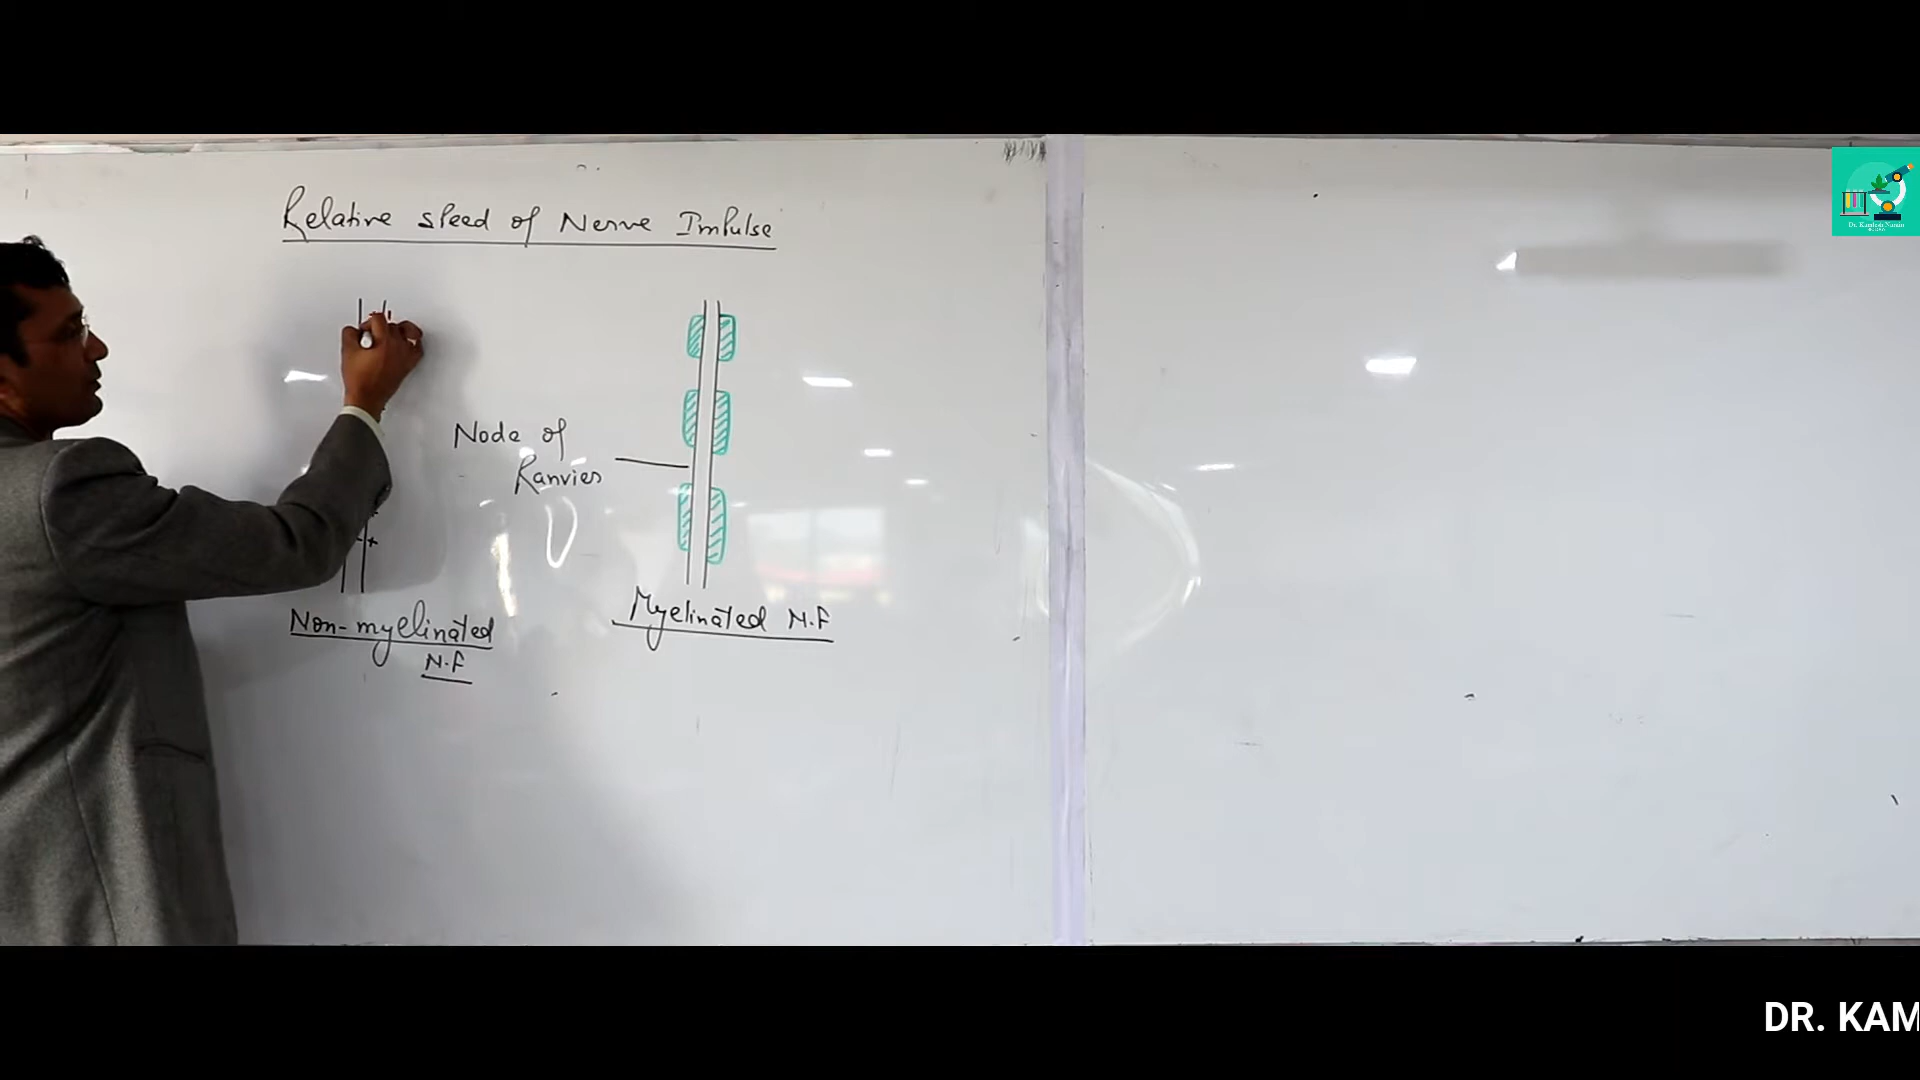 Relative speed of Nerve Impulse
Node of
Ranvier
Non-myelinated
N.F
Myelinated N.F
DR. KAM